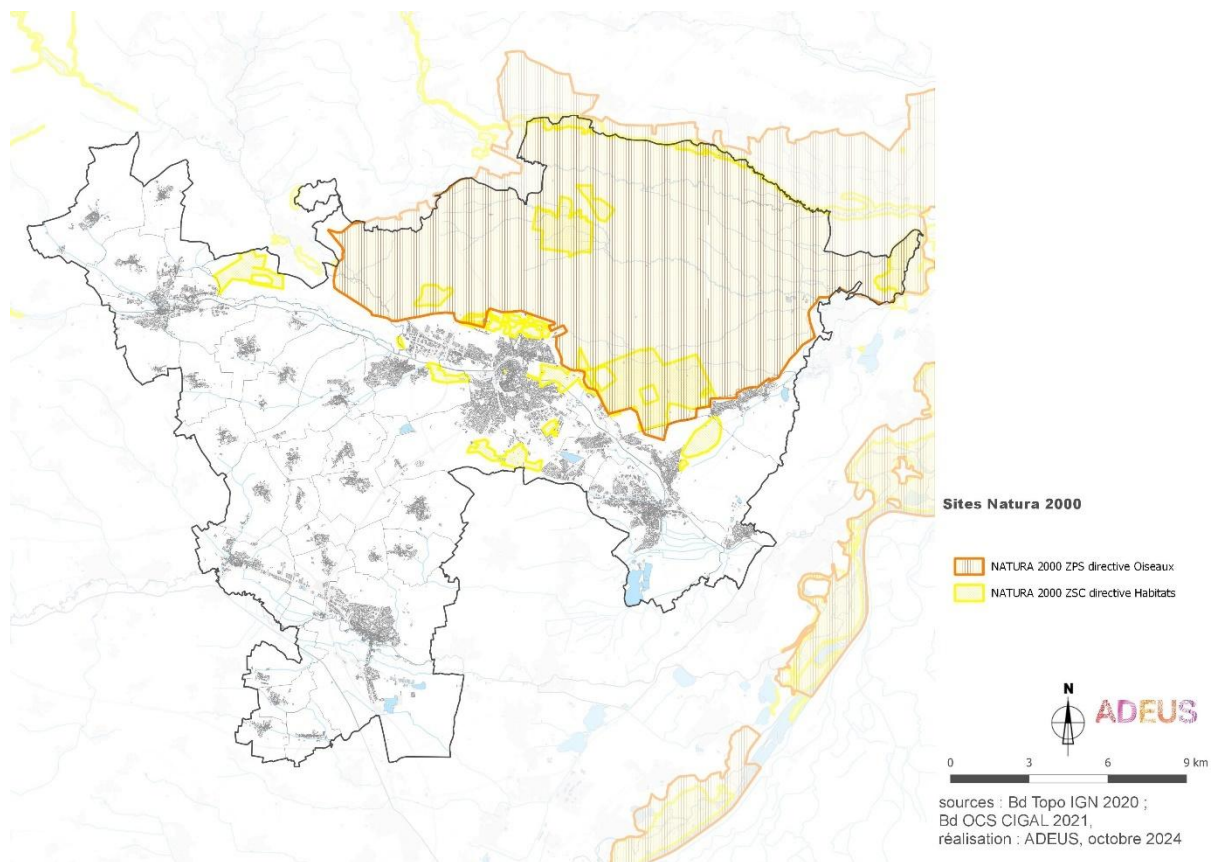 Sites Natura 2000
NATURA 2000 ZPS directive Oiseaux
NATURA 2000 ZSC directive Habitats
N
ADEUS
0 3 6 9 km
sources : Bd Topo IGN 2020 ;
Bd OCS CIGAL 2021,
réalisation : ADEUS, octobre 2024